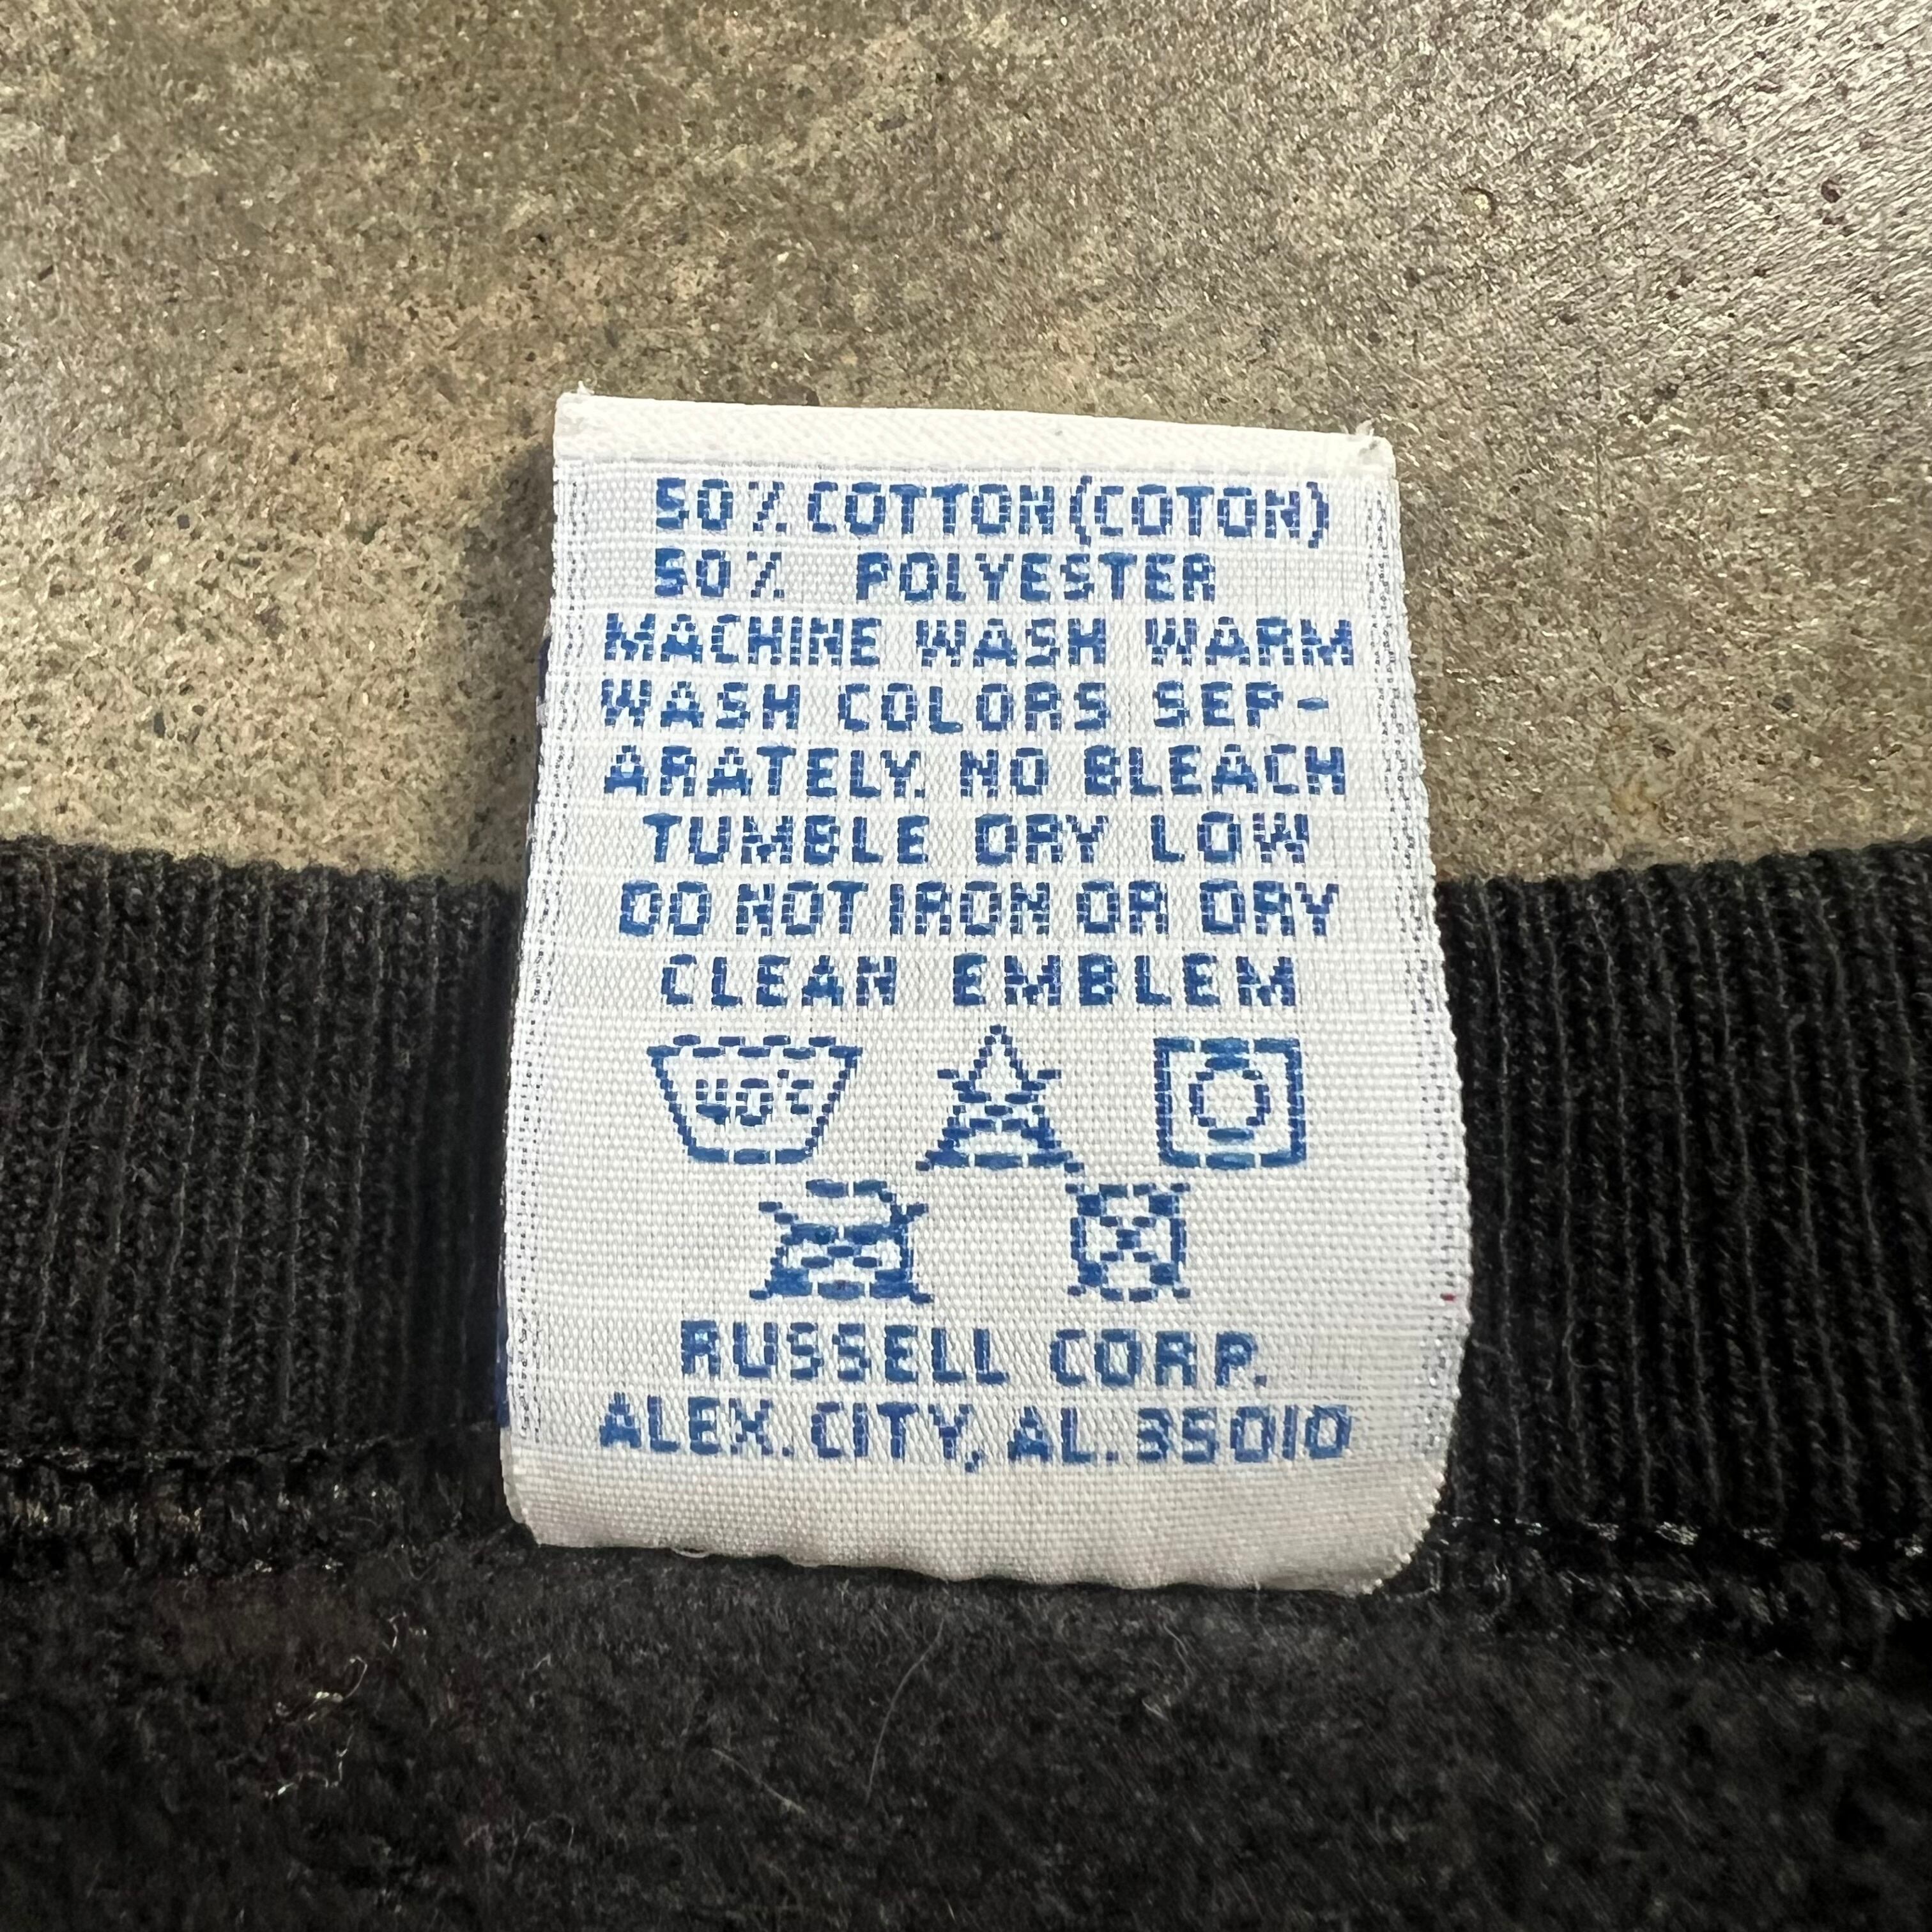 50% COTTON (COTON)
50% POLYESTER
MACHINE WASH WARM
WASH COLORS SEP-
ARATELY. NO BLEACH
TUMBLE DRY LOW
DO NOT IRON OR DRY
CLEAN EMBLEM
40°C
RUSSELL CORP.
ALEX. CITY, AL. 35010